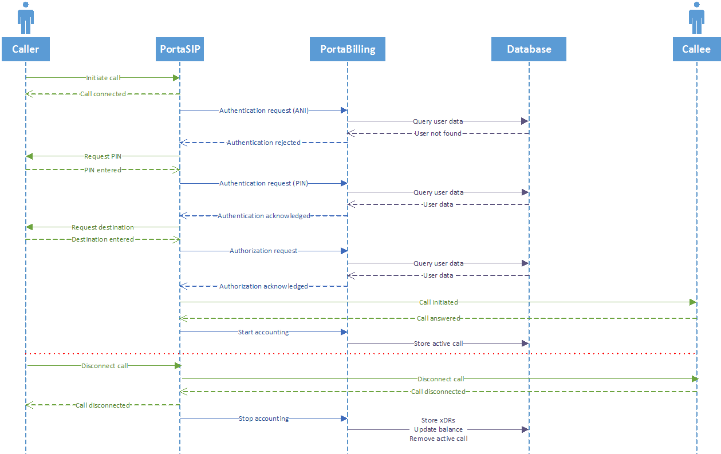 Caller
PortaSIP
PortaBilling
Database
Callee
Initiate call
Call connected
Authentication request (ANI)
Query user data
User not found
Authentication rejected
Request PIN
PIN entered
Authentication request (PIN)
Query user data
User data
Authentication acknowledged
Request destination
Destination entered
Authorization request
Query user data
User data
Authorization acknowledged
Call initiated
Call answered
Start accounting
Store active call
Disconnect call
Disconnect call
Call disconnected
Call disconnected
Stop accounting
Store xDRs
Update balance
Remove active call